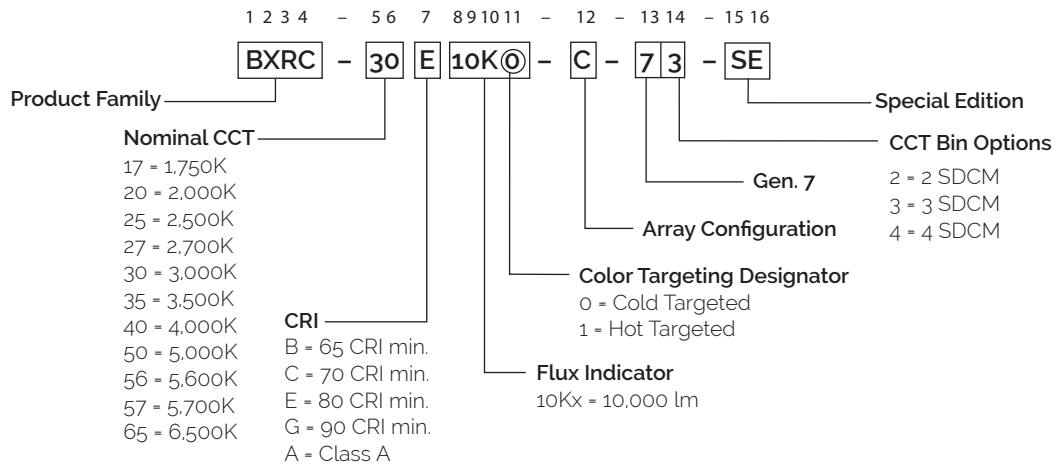 1 2 3 4 – 5 6 7 8 9 10 11 – 12 – 13 14 – 15 16
BXRC – 30 E 10K0 – C – 7 3 – SE
Product Family
Special Edition
Nominal CCT
17 = 1,750K
20 = 2,000K
25 = 2,500K
27 = 2,700K
30 = 3,000K
35 = 3,500K
40 = 4,000K
50 = 5,000K
56 = 5,600K
57 = 5,700K
65 = 6,500K
CRI
B = 65 CRI min.
C = 70 CRI min.
E = 80 CRI min.
G = 90 CRI min.
A = Class A
Flux Indicator
10Kx = 10,000 lm
Color Targeting Designator
0 = Cold Targeted
1 = Hot Targeted
Array Configuration
Gen. 7
CCT Bin Options
2 = 2 SDCM
3 = 3 SDCM
4 = 4 SDCM